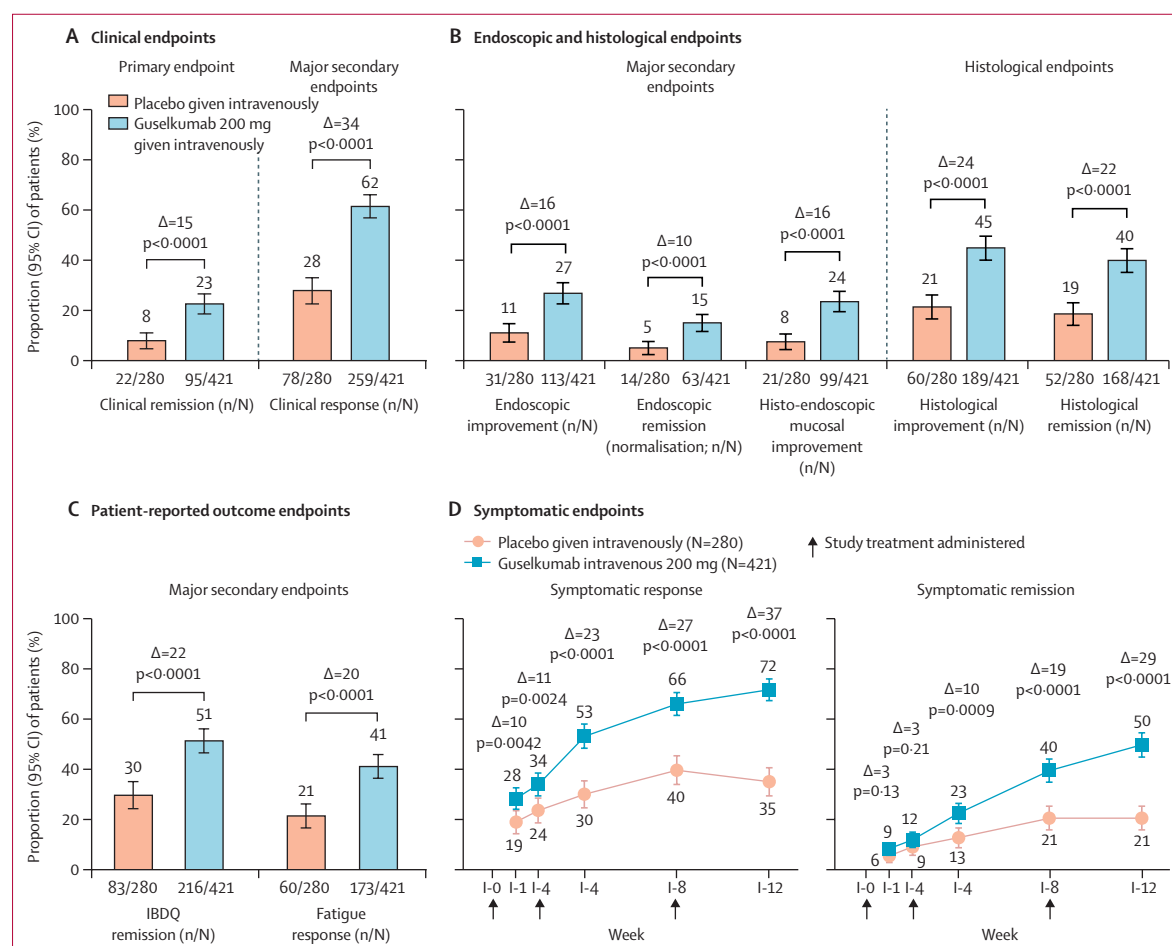 A Clinical endpoints
Primary endpoint
Major secondary
endpoints
Placebo given intravenously
Guselkumab 200 mg
given intravenously
Proportion (95% CI) of patients (%)
100
80
60
40
20
0
Δ=15
p<0·0001
8
23
Δ=34
p<0·0001
28
62
22/280
95/421
78/280
259/421
Clinical remission (n/N)
Clinical response (n/N)
B Endoscopic and histological endpoints
Major secondary
endpoints
Histological endpoints
Δ=16
p<0·0001
11
27
Δ=10
p<0·0001
5
15
Δ=16
p<0·0001
8
24
Δ=24
p<0·0001
21
45
Δ=22
p<0·0001
19
40
31/280
113/421
14/280
63/421
21/280
99/421
60/280
189/421
52/280
168/421
Endoscopic
improvement (n/N)
Endoscopic
remission
(normalisation; n/N)
Histo-endoscopic
mucosal
improvement
(n/N)
Histological
improvement (n/N)
Histological
remission (n/N)
C Patient-reported outcome endpoints
Major secondary endpoints
Proportion (95% CI) of patients (%)
100
80
60
40
20
0
Δ=22
p<0·0001
30
51
Δ=20
p<0·0001
21
41
83/280
216/421
60/280
173/421
IBDQ
remission (n/N)
Fatigue
response (n/N)
D Symptomatic endpoints
Placebo given intravenously (N=280)
Guselkumab intravenous 200 mg (N=421)
Study treatment administered
Symptomatic response
Δ=10
p=0·0042
Δ=11
p=0·0024
Δ=23
p<0·0001
Δ=27
p<0·0001
Δ=37
p<0·0001
28
34
53
66
72
19
24
30
40
35
I-0
I-1
I-4
I-4
I-8
I-12
Week
Symptomatic remission
Δ=3
p=0·13
Δ=3
p=0·21
Δ=10
p=0·0009
Δ=19
p<0·0001
Δ=29
p<0·0001
9
12
23
40
50
6
9
13
21
21
I-0
I-1
I-4
I-4
I-8
I-12
Week